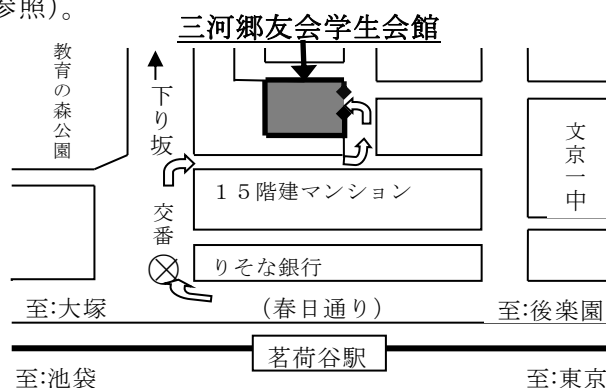 参照)。
三河郷友会学生会館
教育の森公園
下り坂
文京一中
15階建マンション
交番
りそな銀行
至:大塚
(春日通り)
至:後楽園
茗荷谷駅
至:池袋
至:東京